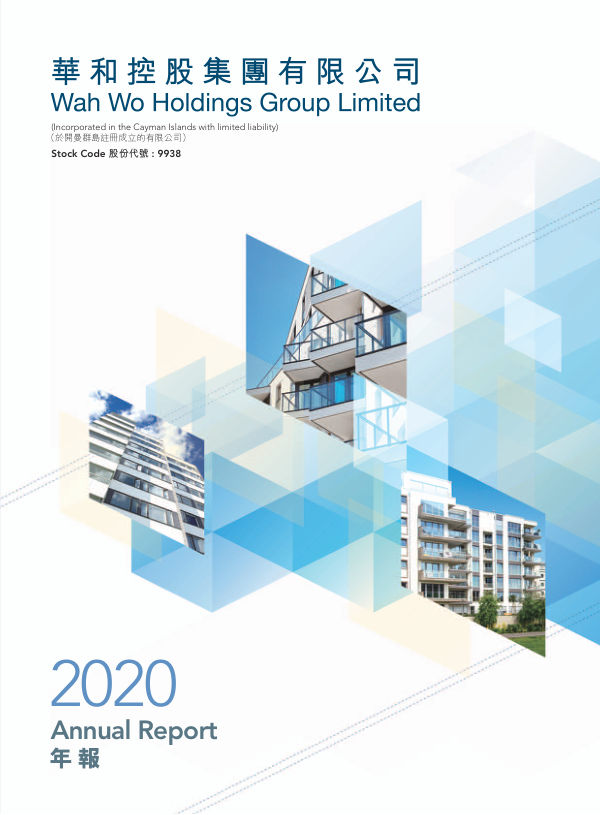 華和控股集團有限公司
Wah Wo Holdings Group Limited
(Incorporated in the Cayman Islands with limited liability)
(於開曼群島註冊成立的有限公司)
Stock Code 股份代號 : 9938
2020
Annual Report
年報